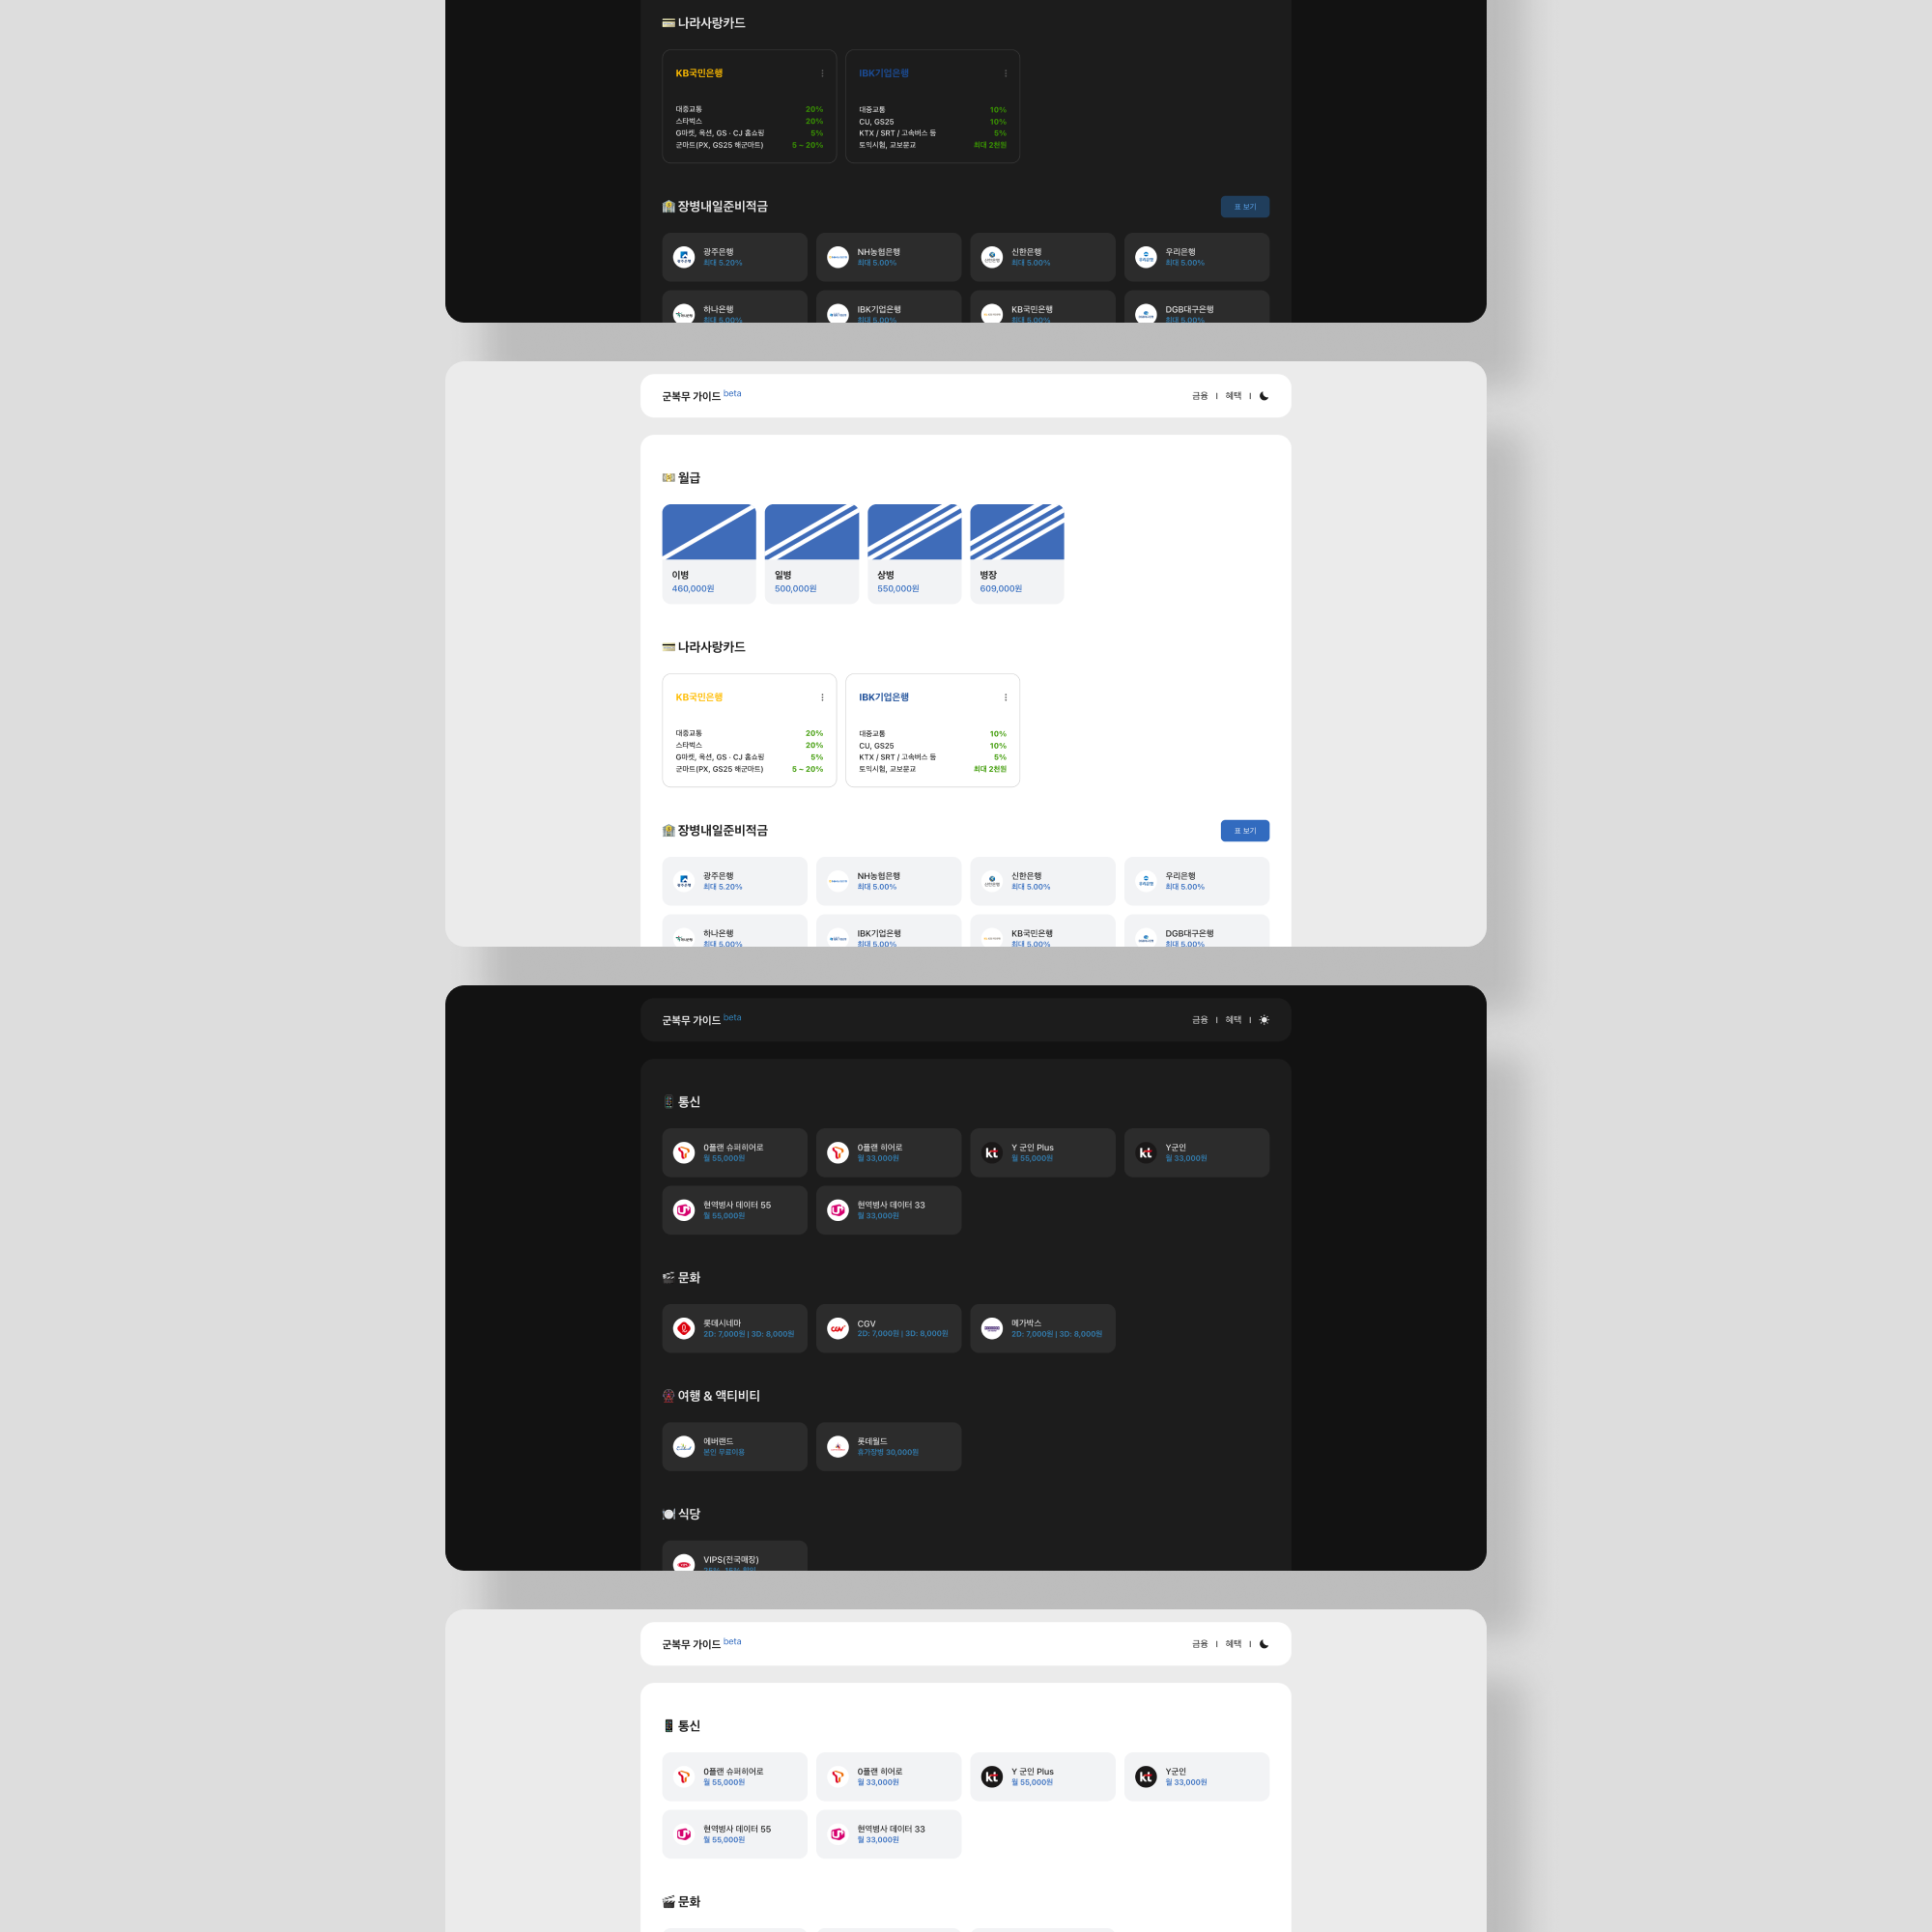 나라사랑카드
KB국민은행
대중교통 20%
스타벅스 20%
G마켓, 옥션, GS · CJ 홈쇼핑 5%
군마트(PX, GS25 해군마트) 5 ~ 20%
IBK기업은행
대중교통 10%
CU, GS25 10%
KTX / SRT / 고속버스 등 5%
토익시험, 교보문고 최대 2천원
장병내일준비적금
표 보기
광주은행
최대 5.20%
NH농협은행
최대 5.00%
신한은행
최대 5.00%
우리은행
최대 5.00%
하나은행
최대 5.00%
IBK기업은행
최대 5.00%
KB국민은행
최대 5.00%
DGB대구은행
최대 5.00%
군복무 가이드 beta
금융 | 혜택 |
월급
이병
460,000원
일병
500,000원
상병
550,000원
병장
609,000원
나라사랑카드
KB국민은행
대중교통 20%
스타벅스 20%
G마켓, 옥션, GS · CJ 홈쇼핑 5%
군마트(PX, GS25 해군마트) 5 ~ 20%
IBK기업은행
대중교통 10%
CU, GS25 10%
KTX / SRT / 고속버스 등 5%
토익시험, 교보문고 최대 2천원
장병내일준비적금
표 보기
광주은행
최대 5.20%
NH농협은행
최대 5.00%
신한은행
최대 5.00%
우리은행
최대 5.00%
하나은행
최대 5.00%
IBK기업은행
최대 5.00%
KB국민은행
최대 5.00%
DGB대구은행
최대 5.00%
군복무 가이드 beta
금융 | 혜택 |
통신
0플랜 슈퍼히어로
월 55,000원
0플랜 히어로
월 33,000원
kt
Y 군인 Plus
월 55,000원
kt
Y군인
월 33,000원
현역병사 데이터 55
월 55,000원
현역병사 데이터 33
월 33,000원
문화
롯데시네마
2D: 7,000원 | 3D: 8,000원
CGV
CGV
2D: 7,000원 | 3D: 8,000원
메가박스
2D: 7,000원 | 3D: 8,000원
여행 & 액티비티
에버랜드
본인 무료이용
롯데월드
휴가장병 30,000원
식당
VIPS(전국매장)
군복무 가이드 beta
금융 | 혜택 |
통신
0플랜 슈퍼히어로
월 55,000원
0플랜 히어로
월 33,000원
kt
Y 군인 Plus
월 55,000원
kt
Y군인
월 33,000원
현역병사 데이터 55
월 55,000원
현역병사 데이터 33
월 33,000원
문화